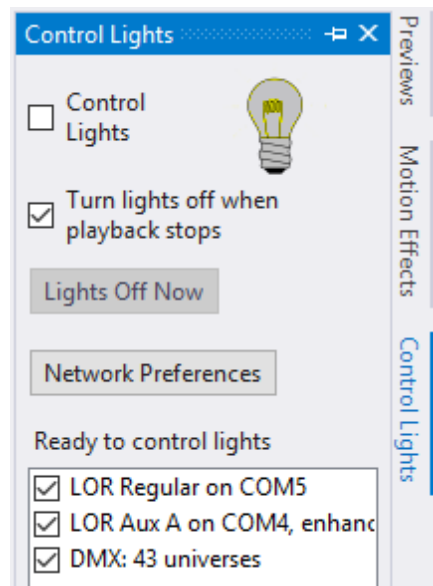 Control Lights
Control
Lights
Turn lights off when
playback stops
Lights Off Now
Network Preferences
Ready to control lights
LOR Regular on COM5
LOR Aux A on COM4, enhanc
DMX: 43 universes
Previews
Motion Effects
Control Lights